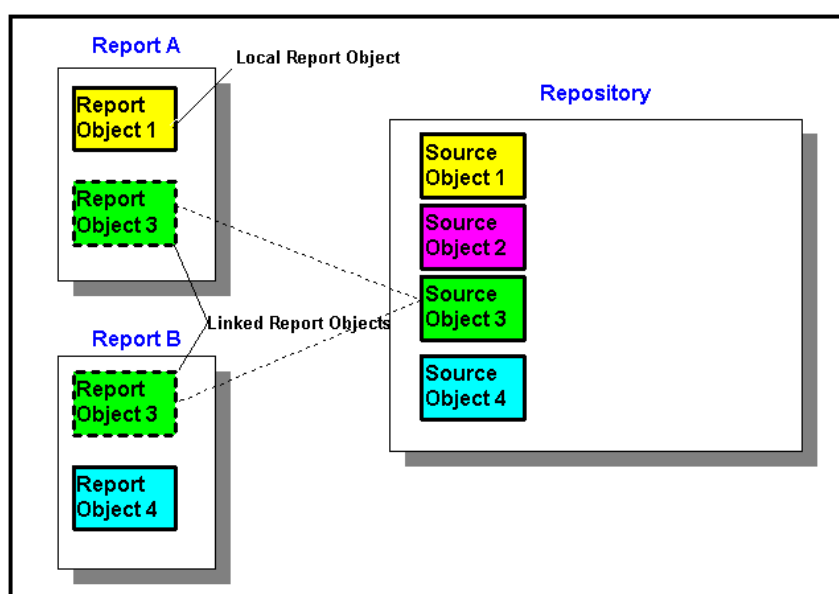 Report A
Local Report Object
Report
Object 1
Report
Object 3
Linked Report Objects
Report B
Report
Object 3
Report
Object 4
Repository
Source
Object 1
Source
Object 2
Source
Object 3
Source
Object 4